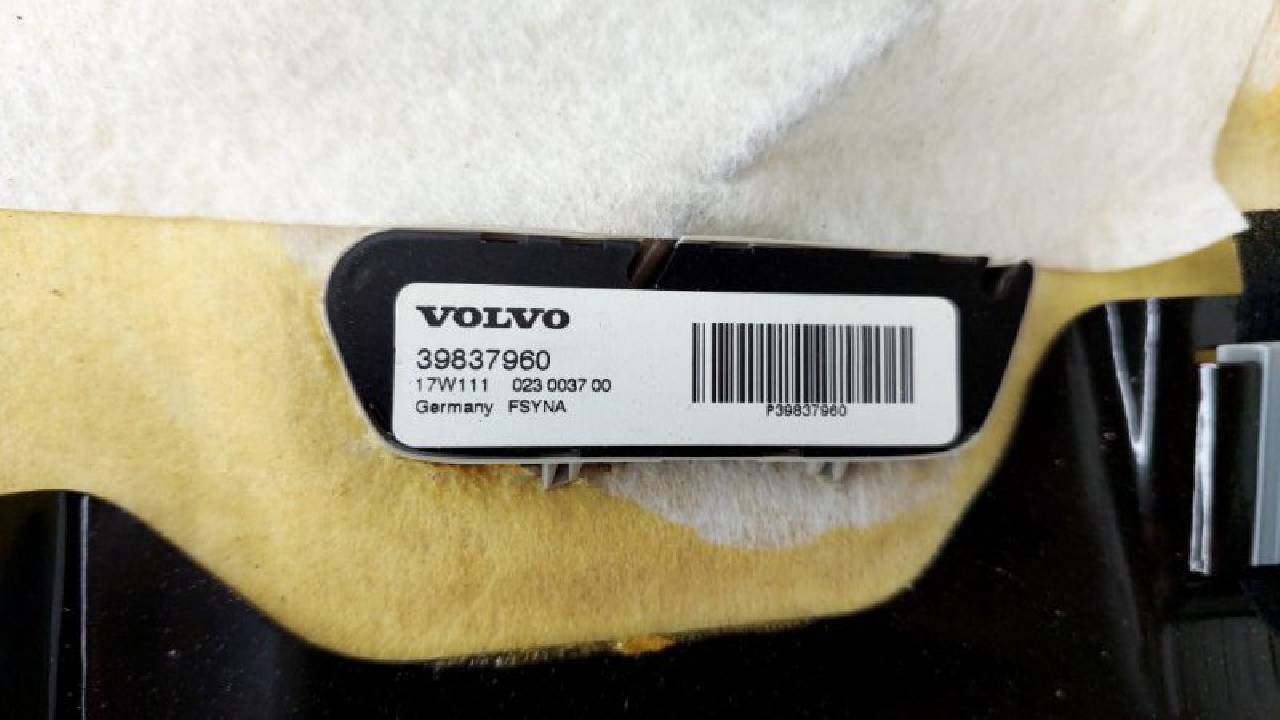 VOLVO
39837960
17W111 023 0037 00
Germany FSYNA
P39837960